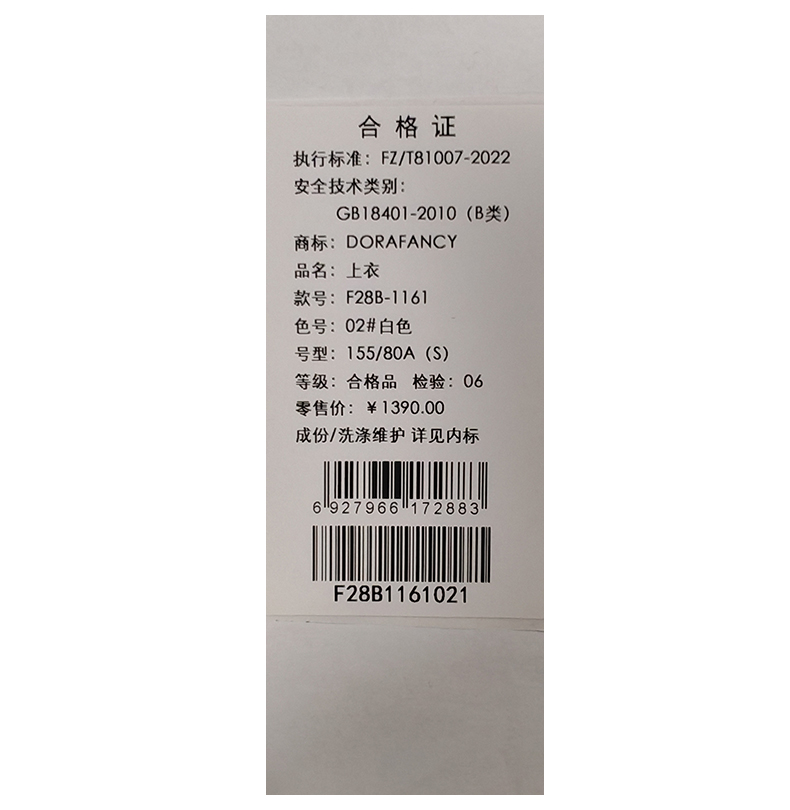 合格证
执行标准：FZ/T81007-2022
安全技术类别：
GB18401-2010（B类）
商标：DORAFANCY
品名：上衣
款号：F28B-1161
色号：02#白色
号型：155/80A（S）
等级：合格品 检验：06
零售价：￥1390.00
成份/洗涤维护 详见内标
6 927966 172883
F28B1161021